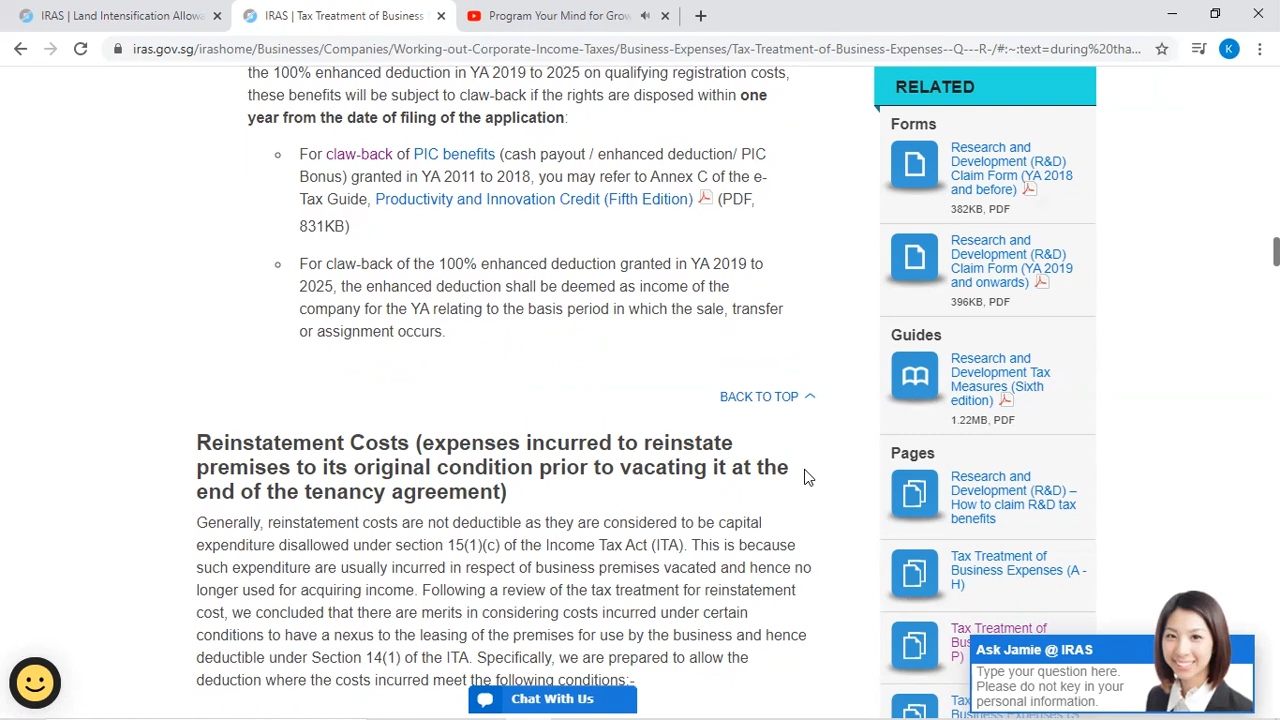 IRAS | Land Intensification Allowa
IRAS | Tax Treatment of Business
Program Your Mind for Grow
iras.gov.sg/irashome/Businesses/Companies/Working-out-Corporate-Income-Taxes/Business-Expenses/Tax-Treatment-of-Business-Expenses--Q---R-/#:~:text=during%20tha...
K
the 100% enhanced deduction in YA 2019 to 2025 on qualifying registration costs,
these benefits will be subject to claw-back if the rights are disposed within one
year from the date of filing of the application:
For claw-back of PIC benefits (cash payout / enhanced deduction/ PIC
Bonus) granted in YA 2011 to 2018, you may refer to Annex C of the e-
Tax Guide, Productivity and Innovation Credit (Fifth Edition) (PDF,
831KB)
For claw-back of the 100% enhanced deduction granted in YA 2019 to
2025, the enhanced deduction shall be deemed as income of the
company for the YA relating to the basis period in which the sale, transfer
or assignment occurs.
BACK TO TOP
Reinstatement Costs (expenses incurred to reinstate
premises to its original condition prior to vacating it at the
end of the tenancy agreement)
Generally, reinstatement costs are not deductible as they are considered to be capital
expenditure disallowed under section 15(1)(c) of the Income Tax Act (ITA). This is because
such expenditure are usually incurred in respect of business premises vacated and hence no
longer used for acquiring income. Following a review of the tax treatment for reinstatement
cost, we concluded that there are merits in considering costs incurred under certain
conditions to have a nexus to the leasing of the premises for use by the business and hence
deductible under Section 14(1) of the ITA. Specifically, we are prepared to allow the
deduction where the costs incurred meet the following conditions:-
RELATED
Forms
Research and
Development (R&D)
Claim Form (YA 2018
and before)
382KB, PDF
Research and
Development (R&D)
Claim Form (YA 2019
and onwards)
396KB, PDF
Guides
Research and
Development Tax
Measures (Sixth
edition)
1.22MB, PDF
Pages
Research and
Development (R&D) –
How to claim R&D tax
benefits
Tax Treatment of
Business Expenses (A -
H)
Tax Treatment of
P)
Chat With Us
Ask Jamie @ IRAS
Type your question here.
Please do not key in your
personal information.